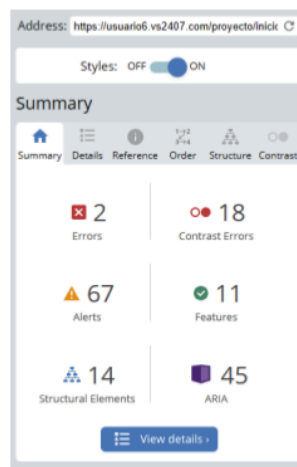 Address: https://usuario6.vs2407.com/proyecto/inicic
Styles: OFF ON
Summary
Summary Details Reference Order Structure Contrast
2 18
Errors Contrast Errors
67 11
Alerts Features
14 45
Structural Elements ARIA
View details ›